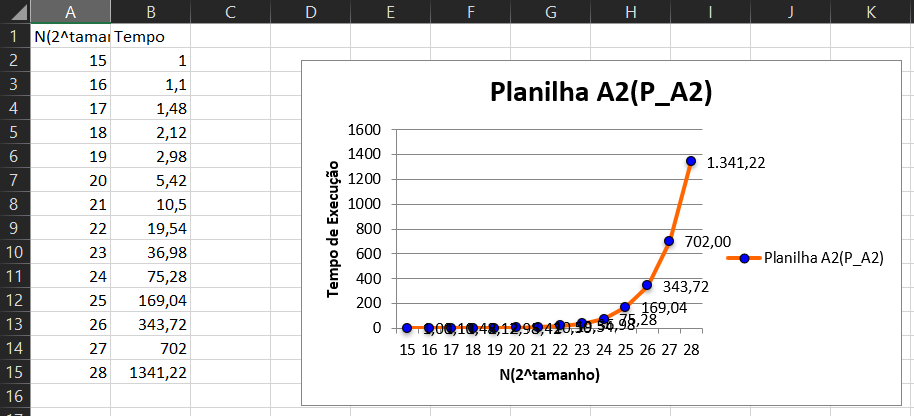 A B C D E F G H I J K
1 N(2^tamar Tempo
2 15 1
3 16 1,1
4 17 1,48
5 18 2,12
6 19 2,98
7 20 5,42
8 21 10,5
9 22 19,54
10 23 36,98
11 24 75,28
12 25 169,04
13 26 343,72
14 27 702
15 28 1341,22
16
Planilha A2(P_A2)
Tempo de Execução
1600
1400
1200
1000
800
600
400
200
0
1.341,22
702,00
343,72
169,04
75,28
Planilha A2(P_A2)
15 16 17 18 19 20 21 22 23 24 25 26 27 28
N(2^tamanho)